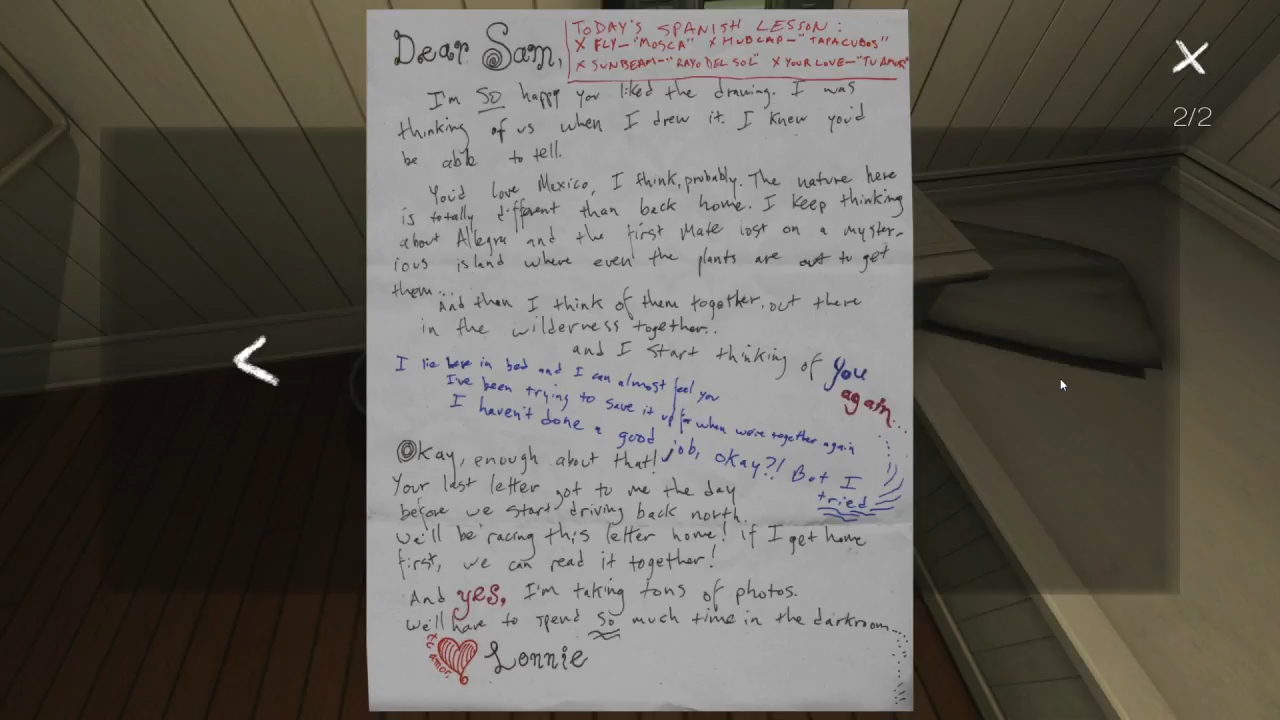 Dear Sam,
TODAY'S SPANISH LESSON:
X FLY—"MOSCA" X HUBCAP—"TAPACUBOS"
X SUNBEAM—"RAYO DEL SOL" X YOUR LOVE—"TU AMOR"
I'm SO happy you liked the drawing. I was
thinking of us when I drew it. I knew you'd
be able to tell.
You'd love Mexico, I think, probably. The nature here
is totally different than back home. I keep thinking
about Allegra and the First Mate lost on a myster-
ious island where even the plants are out to get
them...
And then I think of them together. out there
in the wilderness together..
and I start thinking of you
again...
I lie here in bed and I can almost feel you
I've been trying to save it up for when we're together again
I haven't done a good job, okay?! But I
tried
Okay, enough about that!
Your last letter got to me the day
before we start driving back north.
we'll be racing this letter home! if I get home
first, we can read it together!
And yes, I'm taking tons of photos.
we'll have to spend so much time in the darkroom...
Lonnie
2/2